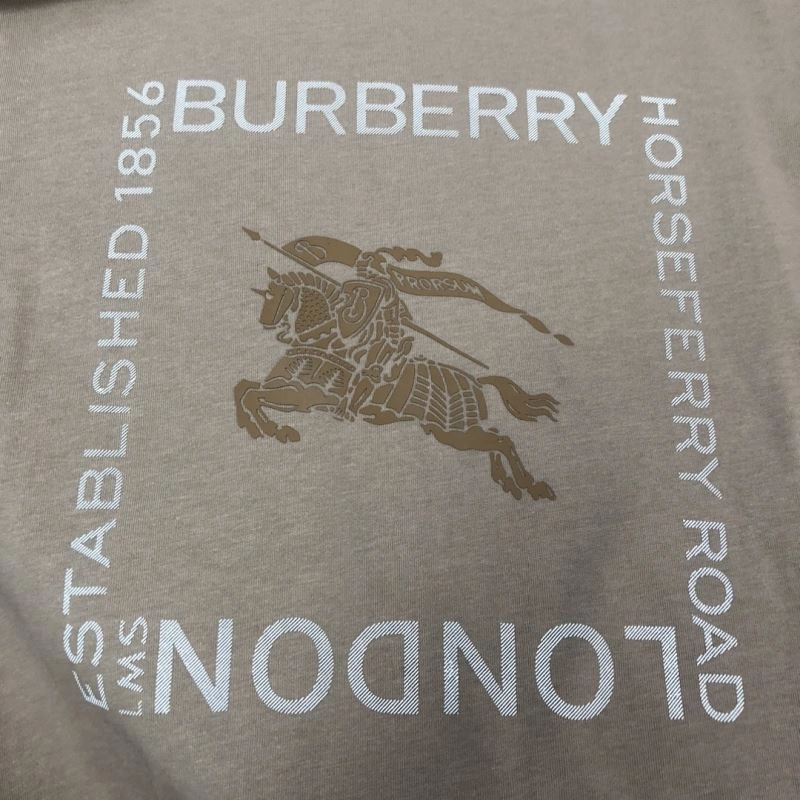 BURBERRY
HORSEFERRY ROAD
LONDON
LMS
ESTABLISHED 1856
B
PRORSUM
B